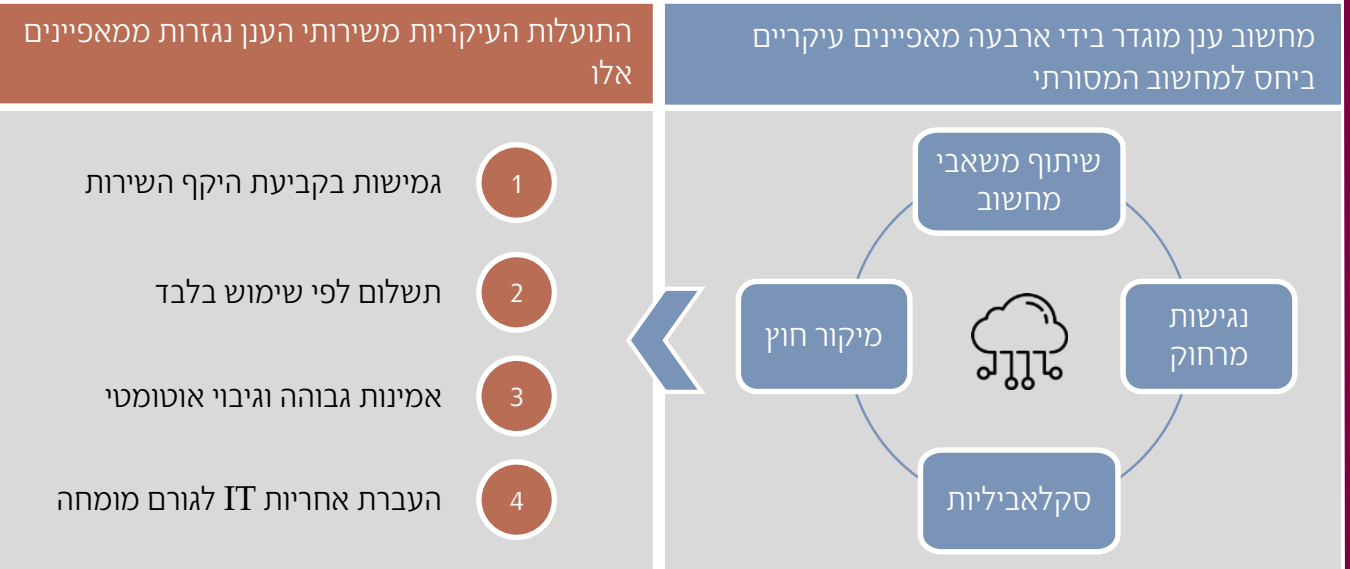 מחשוב ענן מוגדר בידי ארבעה מאפיינים עיקריים
ביחס למחשוב המסורתי
שיתוף משאבי
מחשוב
נגישות
מרחוק
מיקור חוץ
סקלאביליות
התועלות העיקריות משירותי הענן נגזרות ממאפיינים
אלו
1 גמישות בקביעת היקף השירות
2 תשלום לפי שימוש בלבד
3 אמינות גבוהה וגיבוי אוטומטי
4 העברת אחריות IT לגורם מומחה